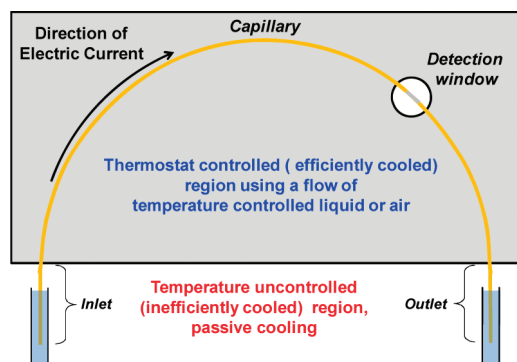 Direction of
Electric Current
Capillary
Detection
window
Thermostat controlled ( efficiently cooled)
region using a flow of
temperature controlled liquid or air
Inlet
Temperature uncontrolled
(inefficiently cooled) region,
passive cooling
Outlet